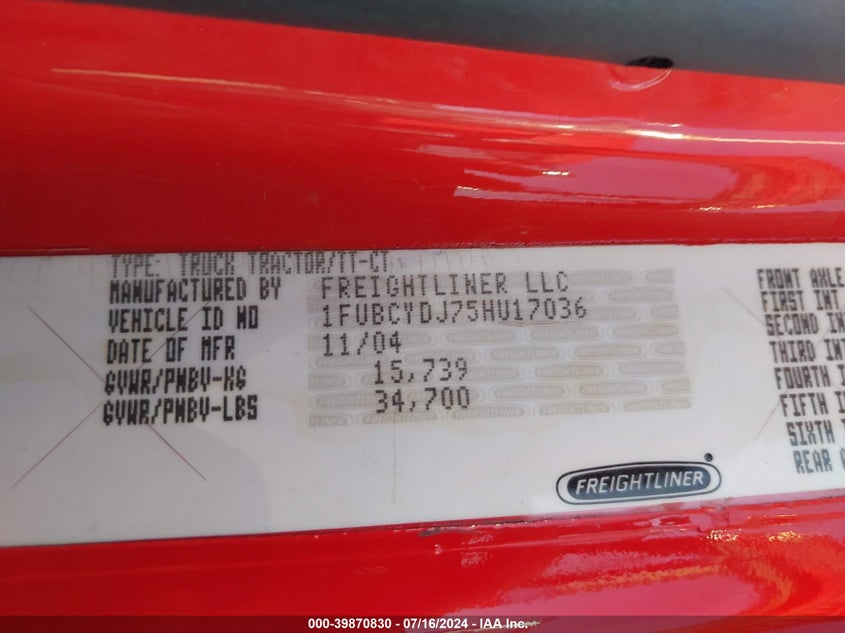 TYPE: TRUCK TRACTOR/TT-CT
MANUFACTURED BY FREIGHTLINER LLC
VEHICLE ID NO 1FUBCYDJ75HU17036
DATE OF MFR 11/04
GVWR/PNBV-KG 15,739
GVWR/PNBV-LBS 34,700
FRONT AXLE
FIRST INT
SECOND INT
THIRD INT
FOURTH I
FIFTH I
SIXTH
REAR A
FREIGHTLINER
000-39870830 - 07/16/2024 - IAA Inc.